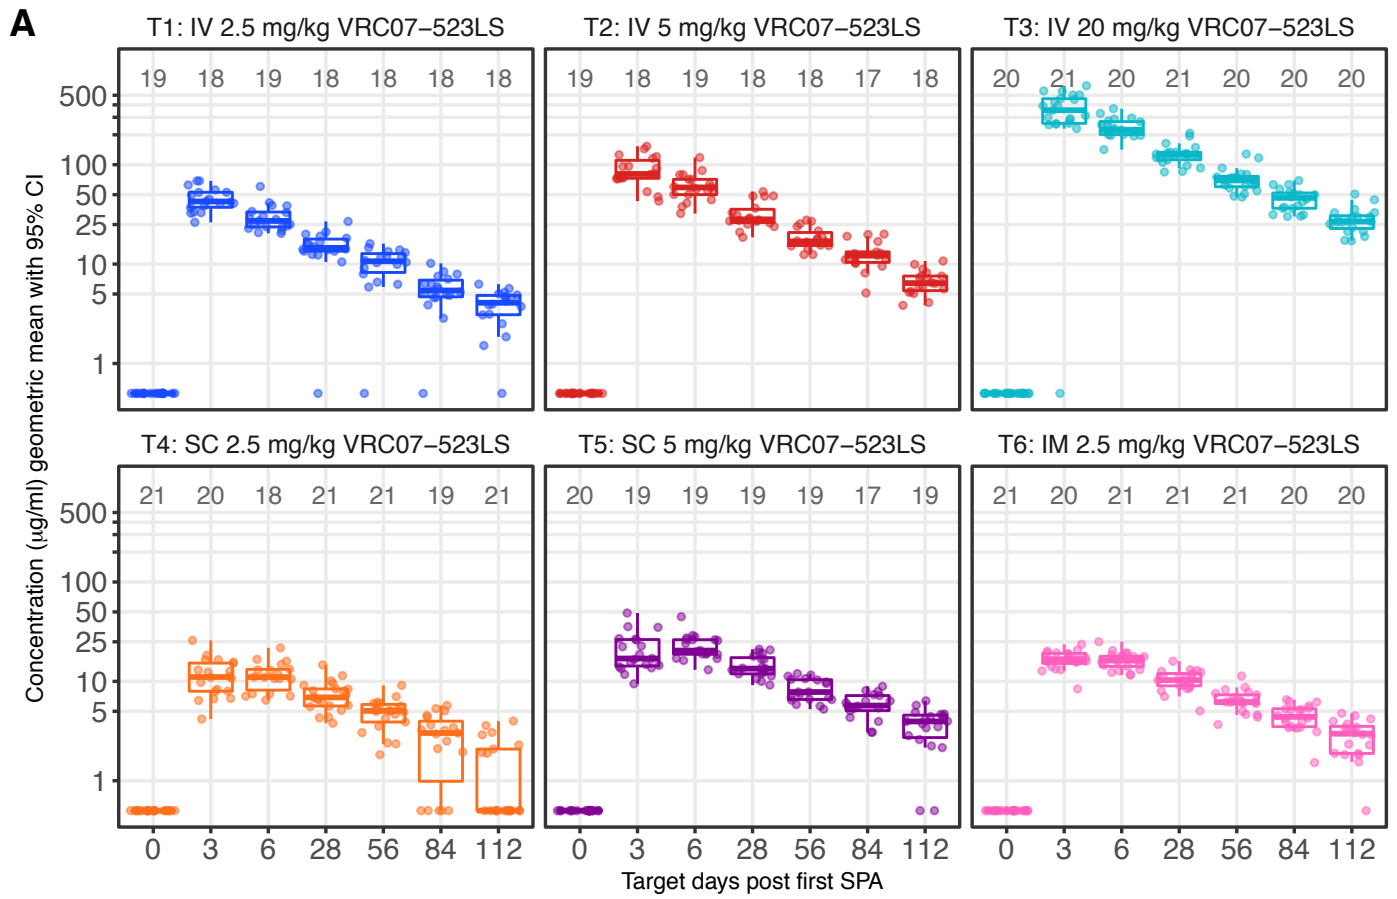 A
T1: IV 2.5 mg/kg VRC07−523LS
T2: IV 5 mg/kg VRC07−523LS
T3: IV 20 mg/kg VRC07−523LS
19 18 19 18 18 18 18
19 18 18 18 18 17 18
20 21 20 21 20 20 20
500
100
50
25
10
5
1
Concentration (μg/ml) geometric mean with 95% CI
T4: SC 2.5 mg/kg VRC07−523LS
T5: SC 5 mg/kg VRC07−523LS
T6: IM 2.5 mg/kg VRC07−523LS
21 20 18 21 21 19 21
20 19 19 19 19 17 19
21 20 21 21 21 20 20
500
100
50
25
10
5
1
0 3 6 28 56 84 112
0 3 6 28 56 84 112
0 3 6 28 56 84 112
Target days post first SPA